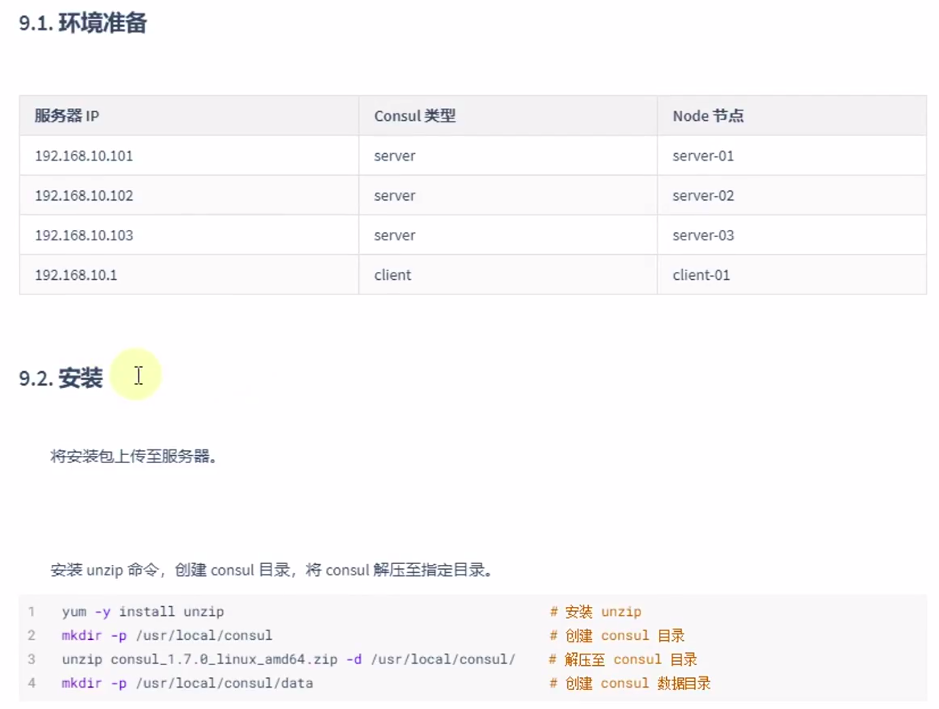 9.1. 环境准备
服务器 IP Consul 类型 Node 节点
192.168.10.101 server server-01
192.168.10.102 server server-02
192.168.10.103 server server-03
192.168.10.1 client client-01
9.2. 安装
将安装包上传至服务器。
安装 unzip 命令，创建 consul 目录，将 consul 解压至指定目录。
1 yum -y install unzip # 安装 unzip
2 mkdir -p /usr/local/consul # 创建 consul 目录
3 unzip consul_1.7.0_linux_amd64.zip -d /usr/local/consul/ # 解压至 consul 目录
4 mkdir -p /usr/local/consul/data # 创建 consul 数据目录